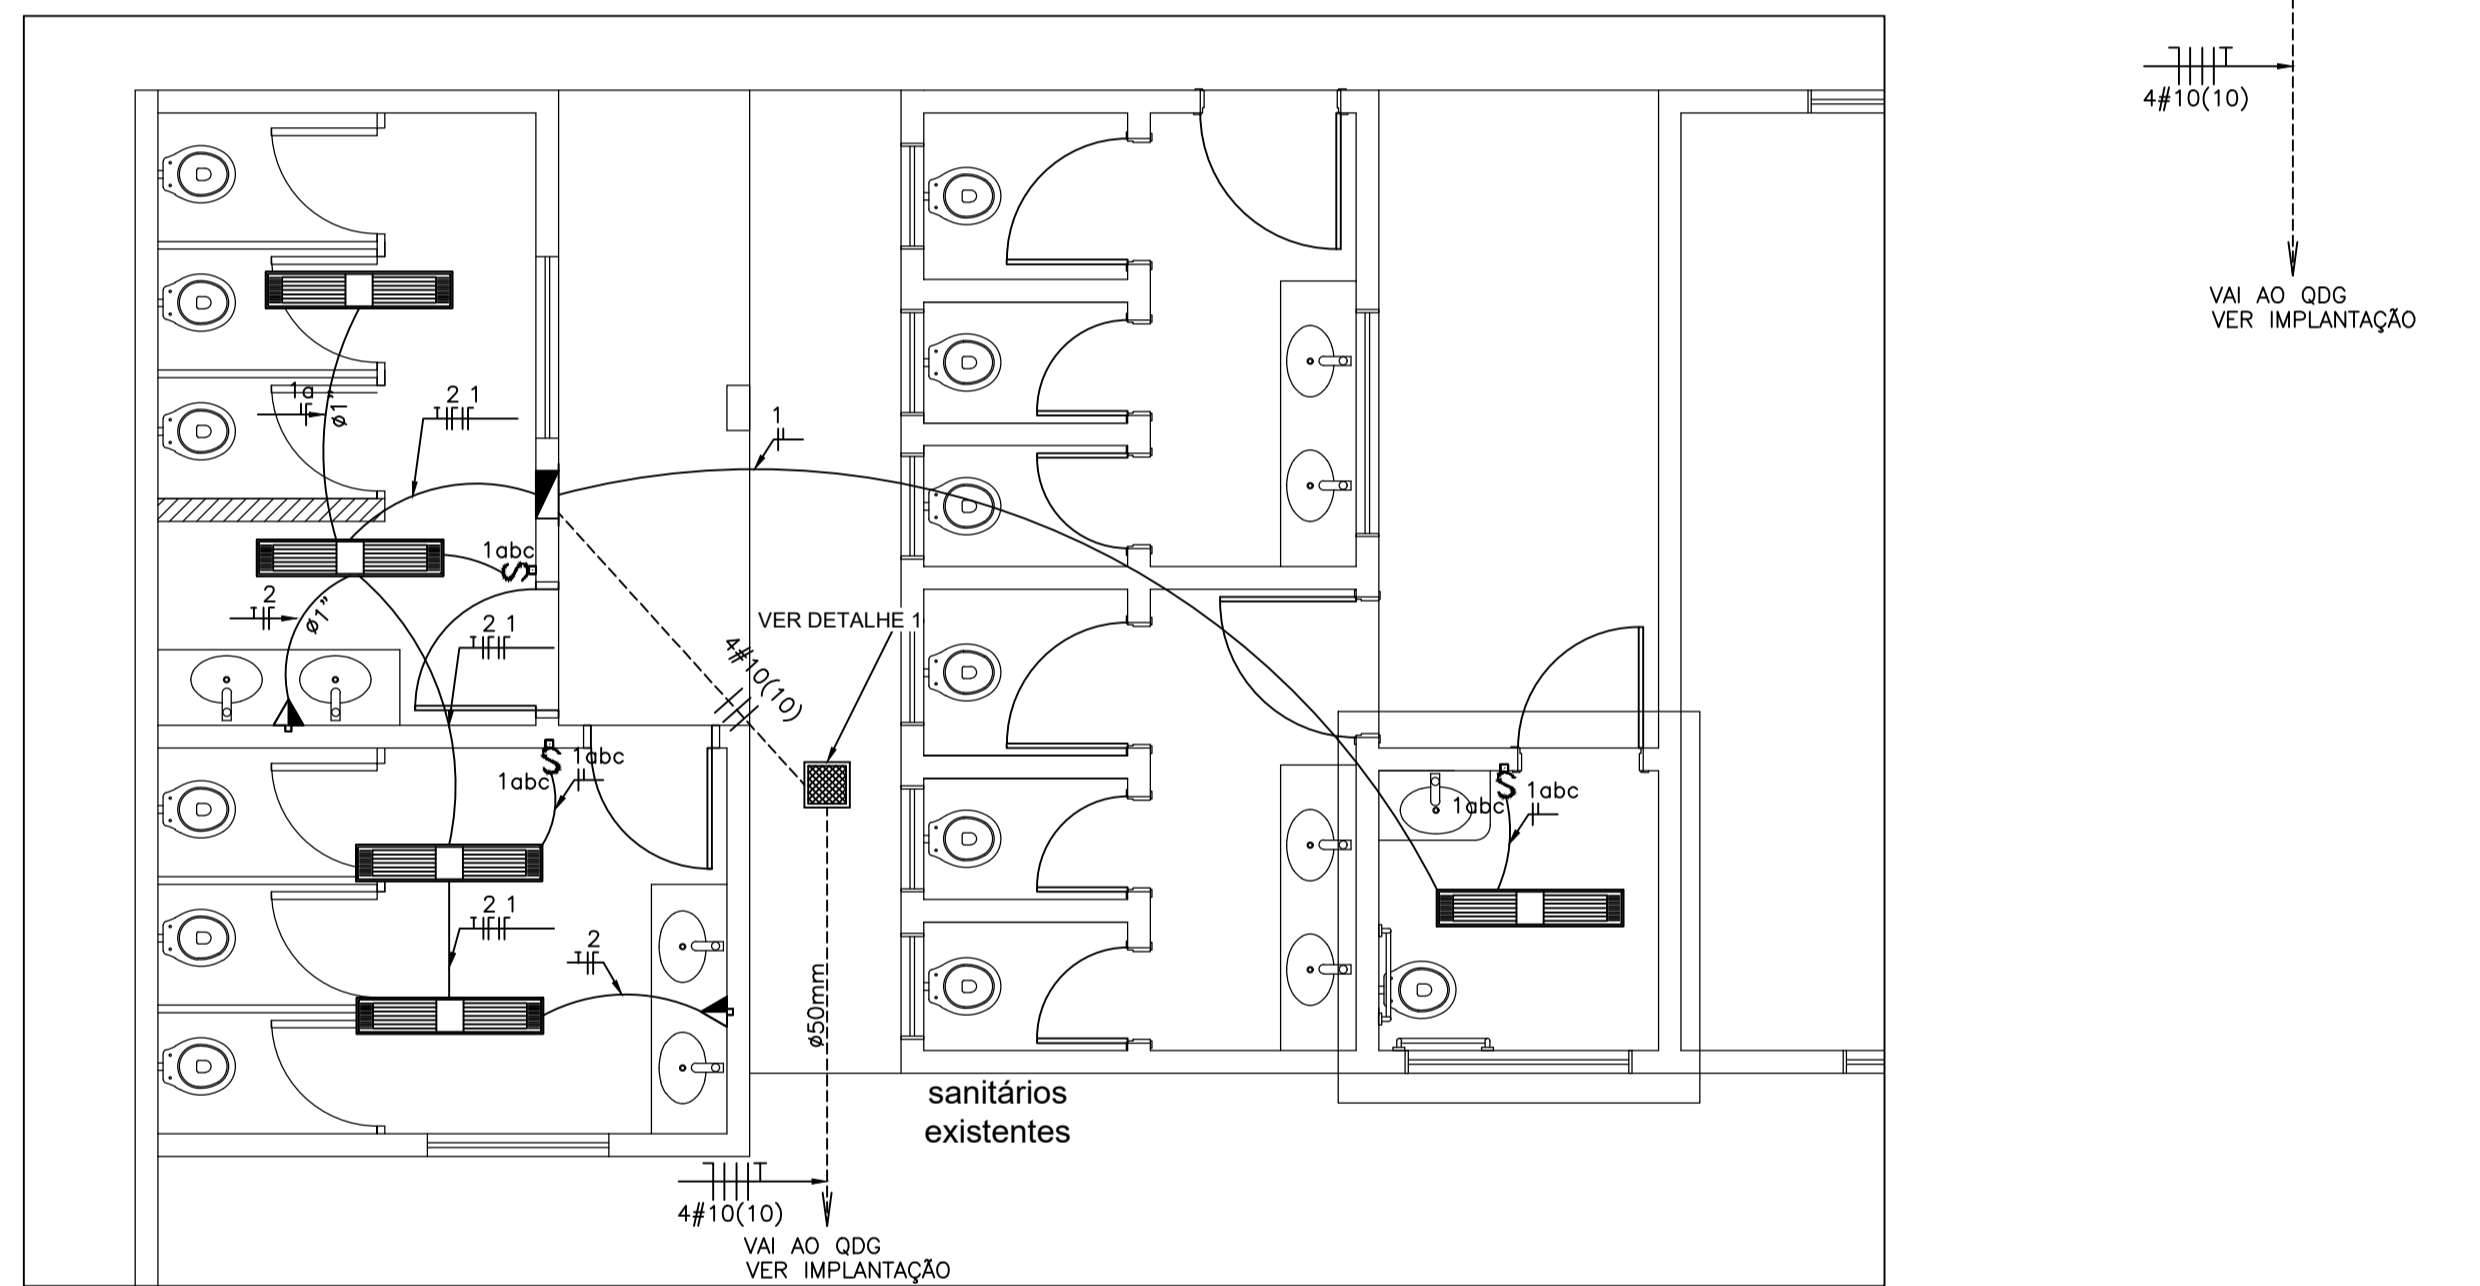 4#10(10)
VAI AO QDG
VER IMPLANTAÇÃO
1a
ø1”
2 1
1
1abc
2
ø1”
2 1
VER DETALHE 1
4#10(10)
1abc
1abc
1abc
1abc
2 1
2
ø50mm
sanitários
existentes
4#10(10)
VAI AO QDG
VER IMPLANTAÇÃO